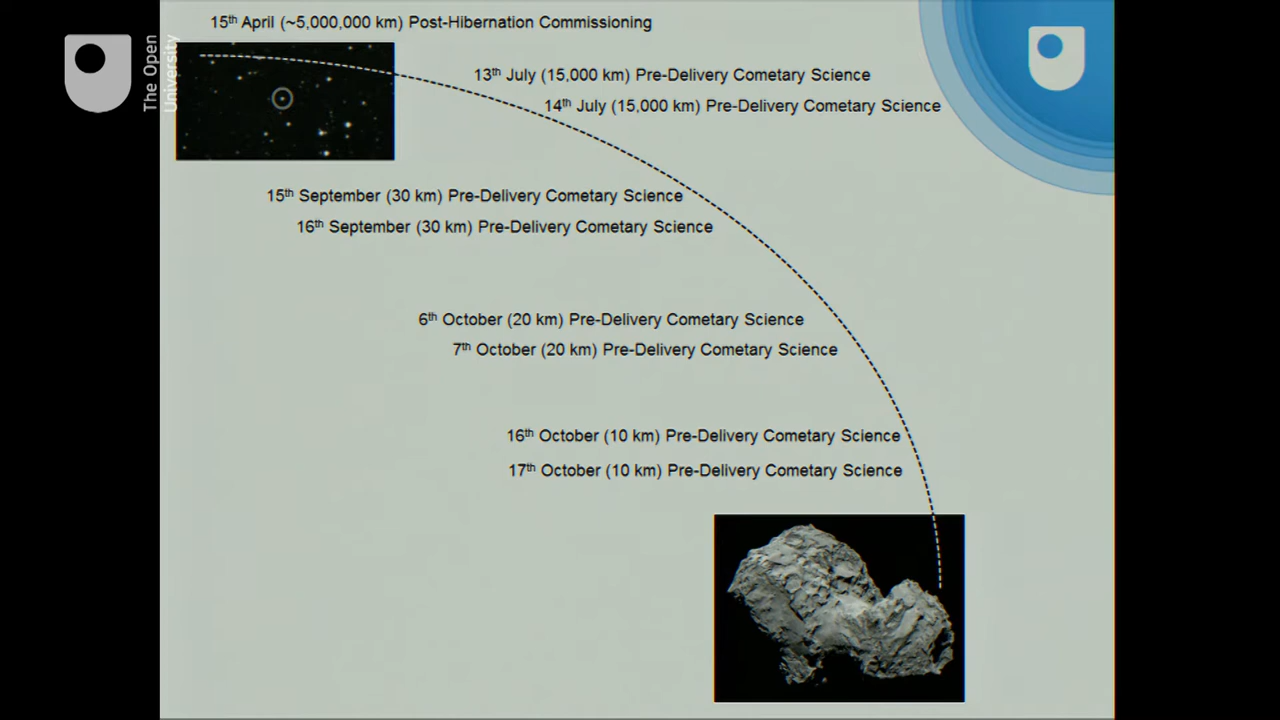 15th April (~5,000,000 km) Post-Hibernation Commissioning
The Open
University
13th July (15,000 km) Pre-Delivery Cometary Science
14th July (15,000 km) Pre-Delivery Cometary Science
15th September (30 km) Pre-Delivery Cometary Science
16th September (30 km) Pre-Delivery Cometary Science
6th October (20 km) Pre-Delivery Cometary Science
7th October (20 km) Pre-Delivery Cometary Science
16th October (10 km) Pre-Delivery Cometary Science
17th October (10 km) Pre-Delivery Cometary Science